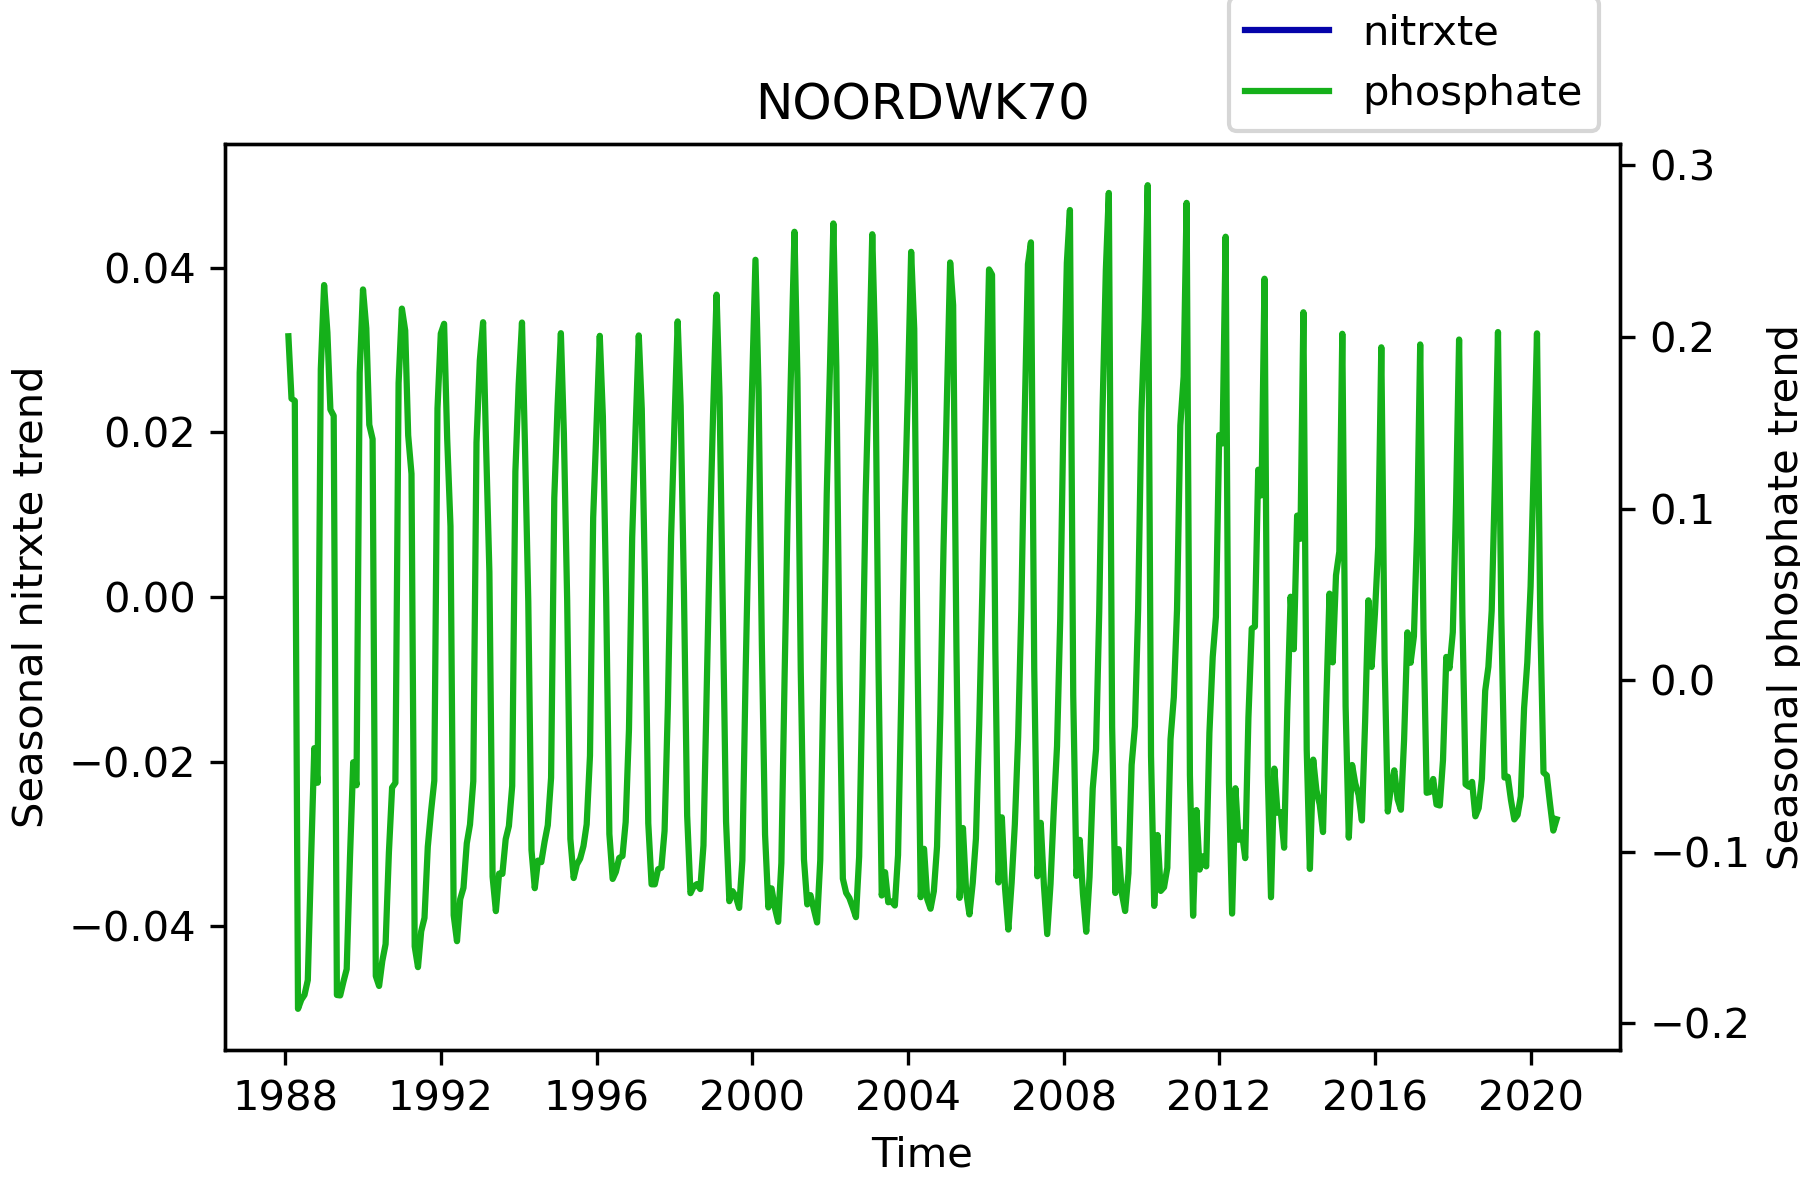 nitrxte
phosphate
NOORDWK70
0.04
0.02
0.00
−0.02
−0.04
Seasonal nitrxte trend
0.3
0.2
0.1
0.0
−0.1
−0.2
Seasonal phosphate trend
1988 1992 1996 2000 2004 2008 2012 2016 2020
Time